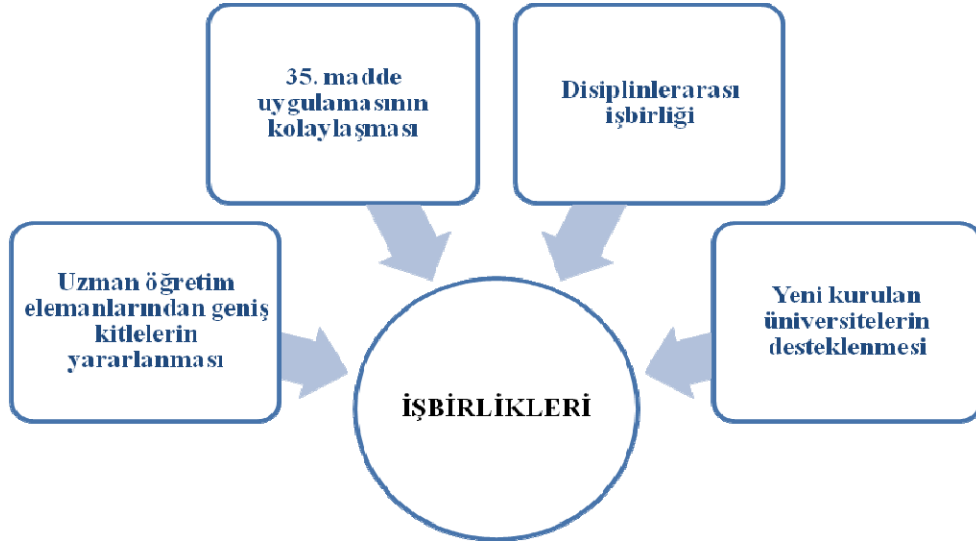 35. madde
uygulamasının
kolaylaşması
Disiplinlerarası
işbirliği
Uzman öğretim
elemanlarından geniş
kitlelerin
yararlanması
Yeni kurulan
üniversitelerin
desteklenmesi
İŞBİRLİKLERİ